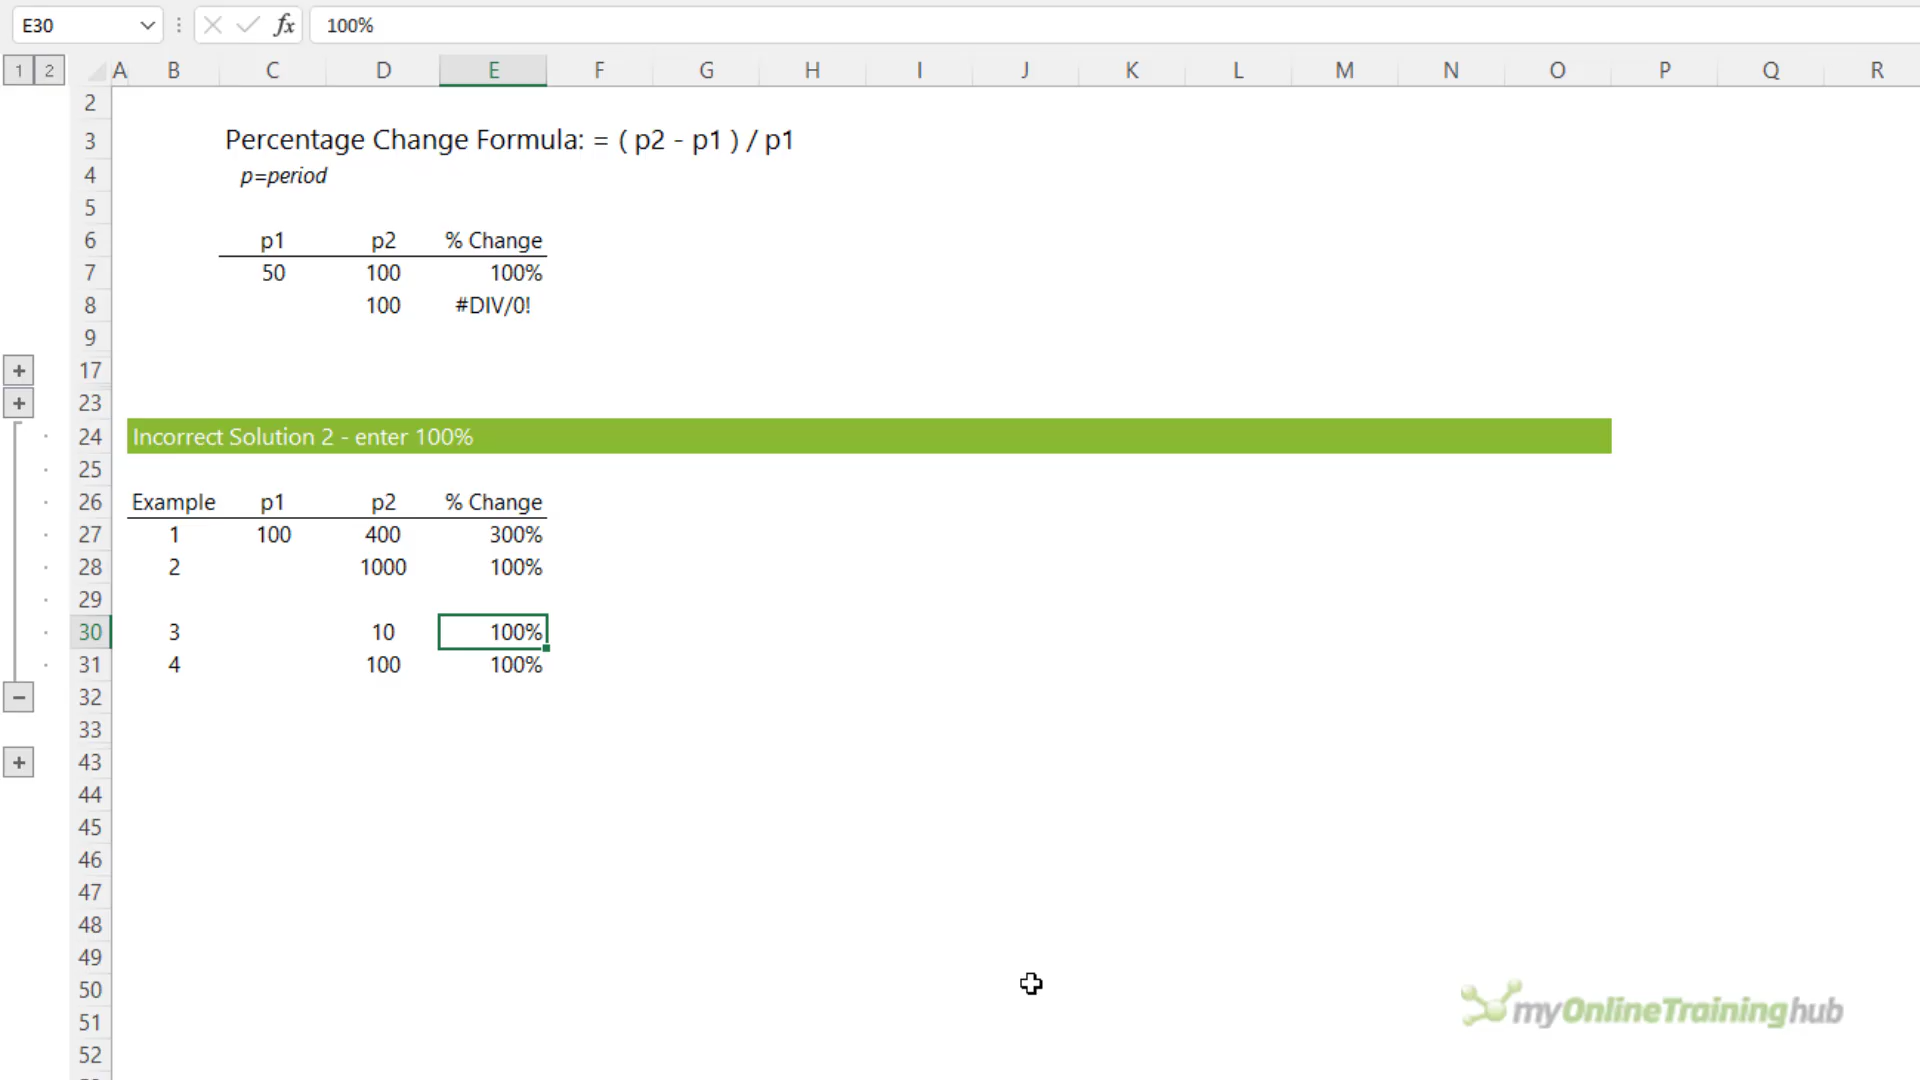 E30 fx 100%
1 2 A B C D E F G H I J K L M N O P Q R
2
3 Percentage Change Formula: = ( p2 - p1 ) / p1
4 p=period
5
6 p1 p2 % Change
7 50 100 100%
8 100 #DIV/0!
9
17
23
24 Incorrect Solution 2 - enter 100%
25
26 Example p1 p2 % Change
27 1 100 400 300%
28 2 1000 100%
29
30 3 10 100%
31 4 100 100%
32
33
43
44
45
46
47
48
49
50
myOnlineTraininghub
51
52